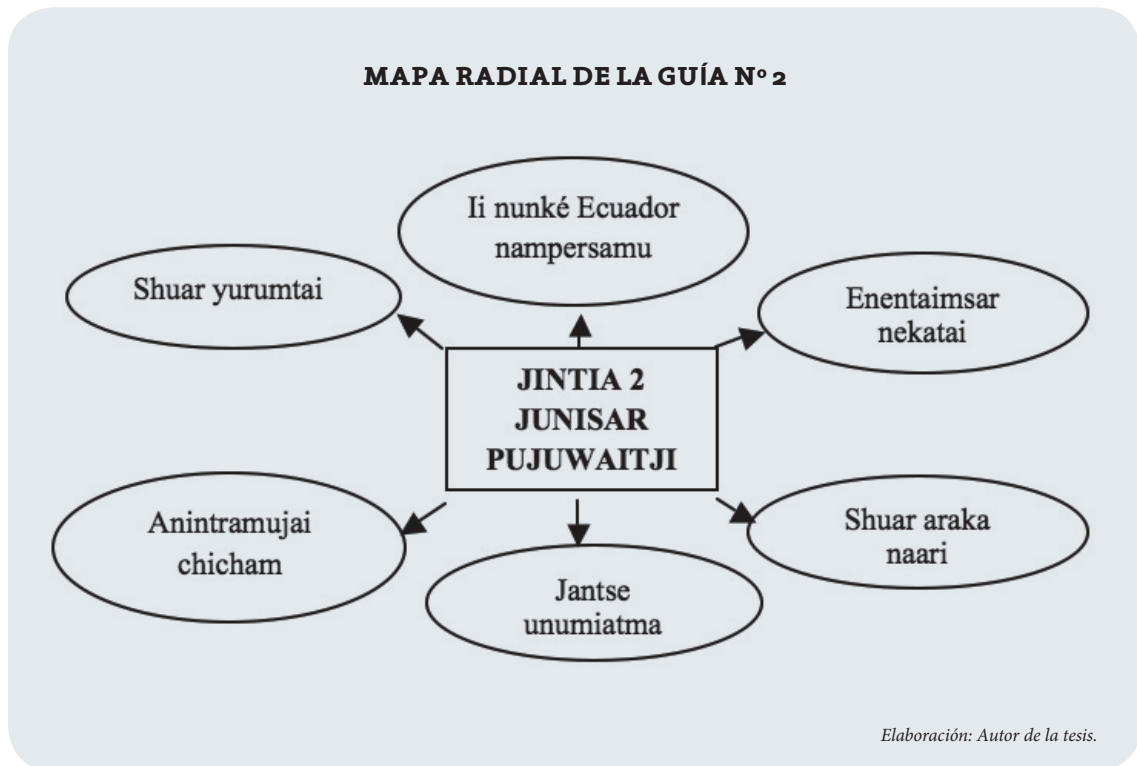 MAPA RADIAL DE LA GUÍA Nº 2
Ii nunké Ecuador
nampersamu
Shuar yurumtai
Enentaimsar
nekatai
JINTIA 2
JUNISAR
PUJUWAITJI
Anintramujai
chicham
Shuar araka
naari
Jantse
unumiatma
Elaboración: Autor de la tesis.